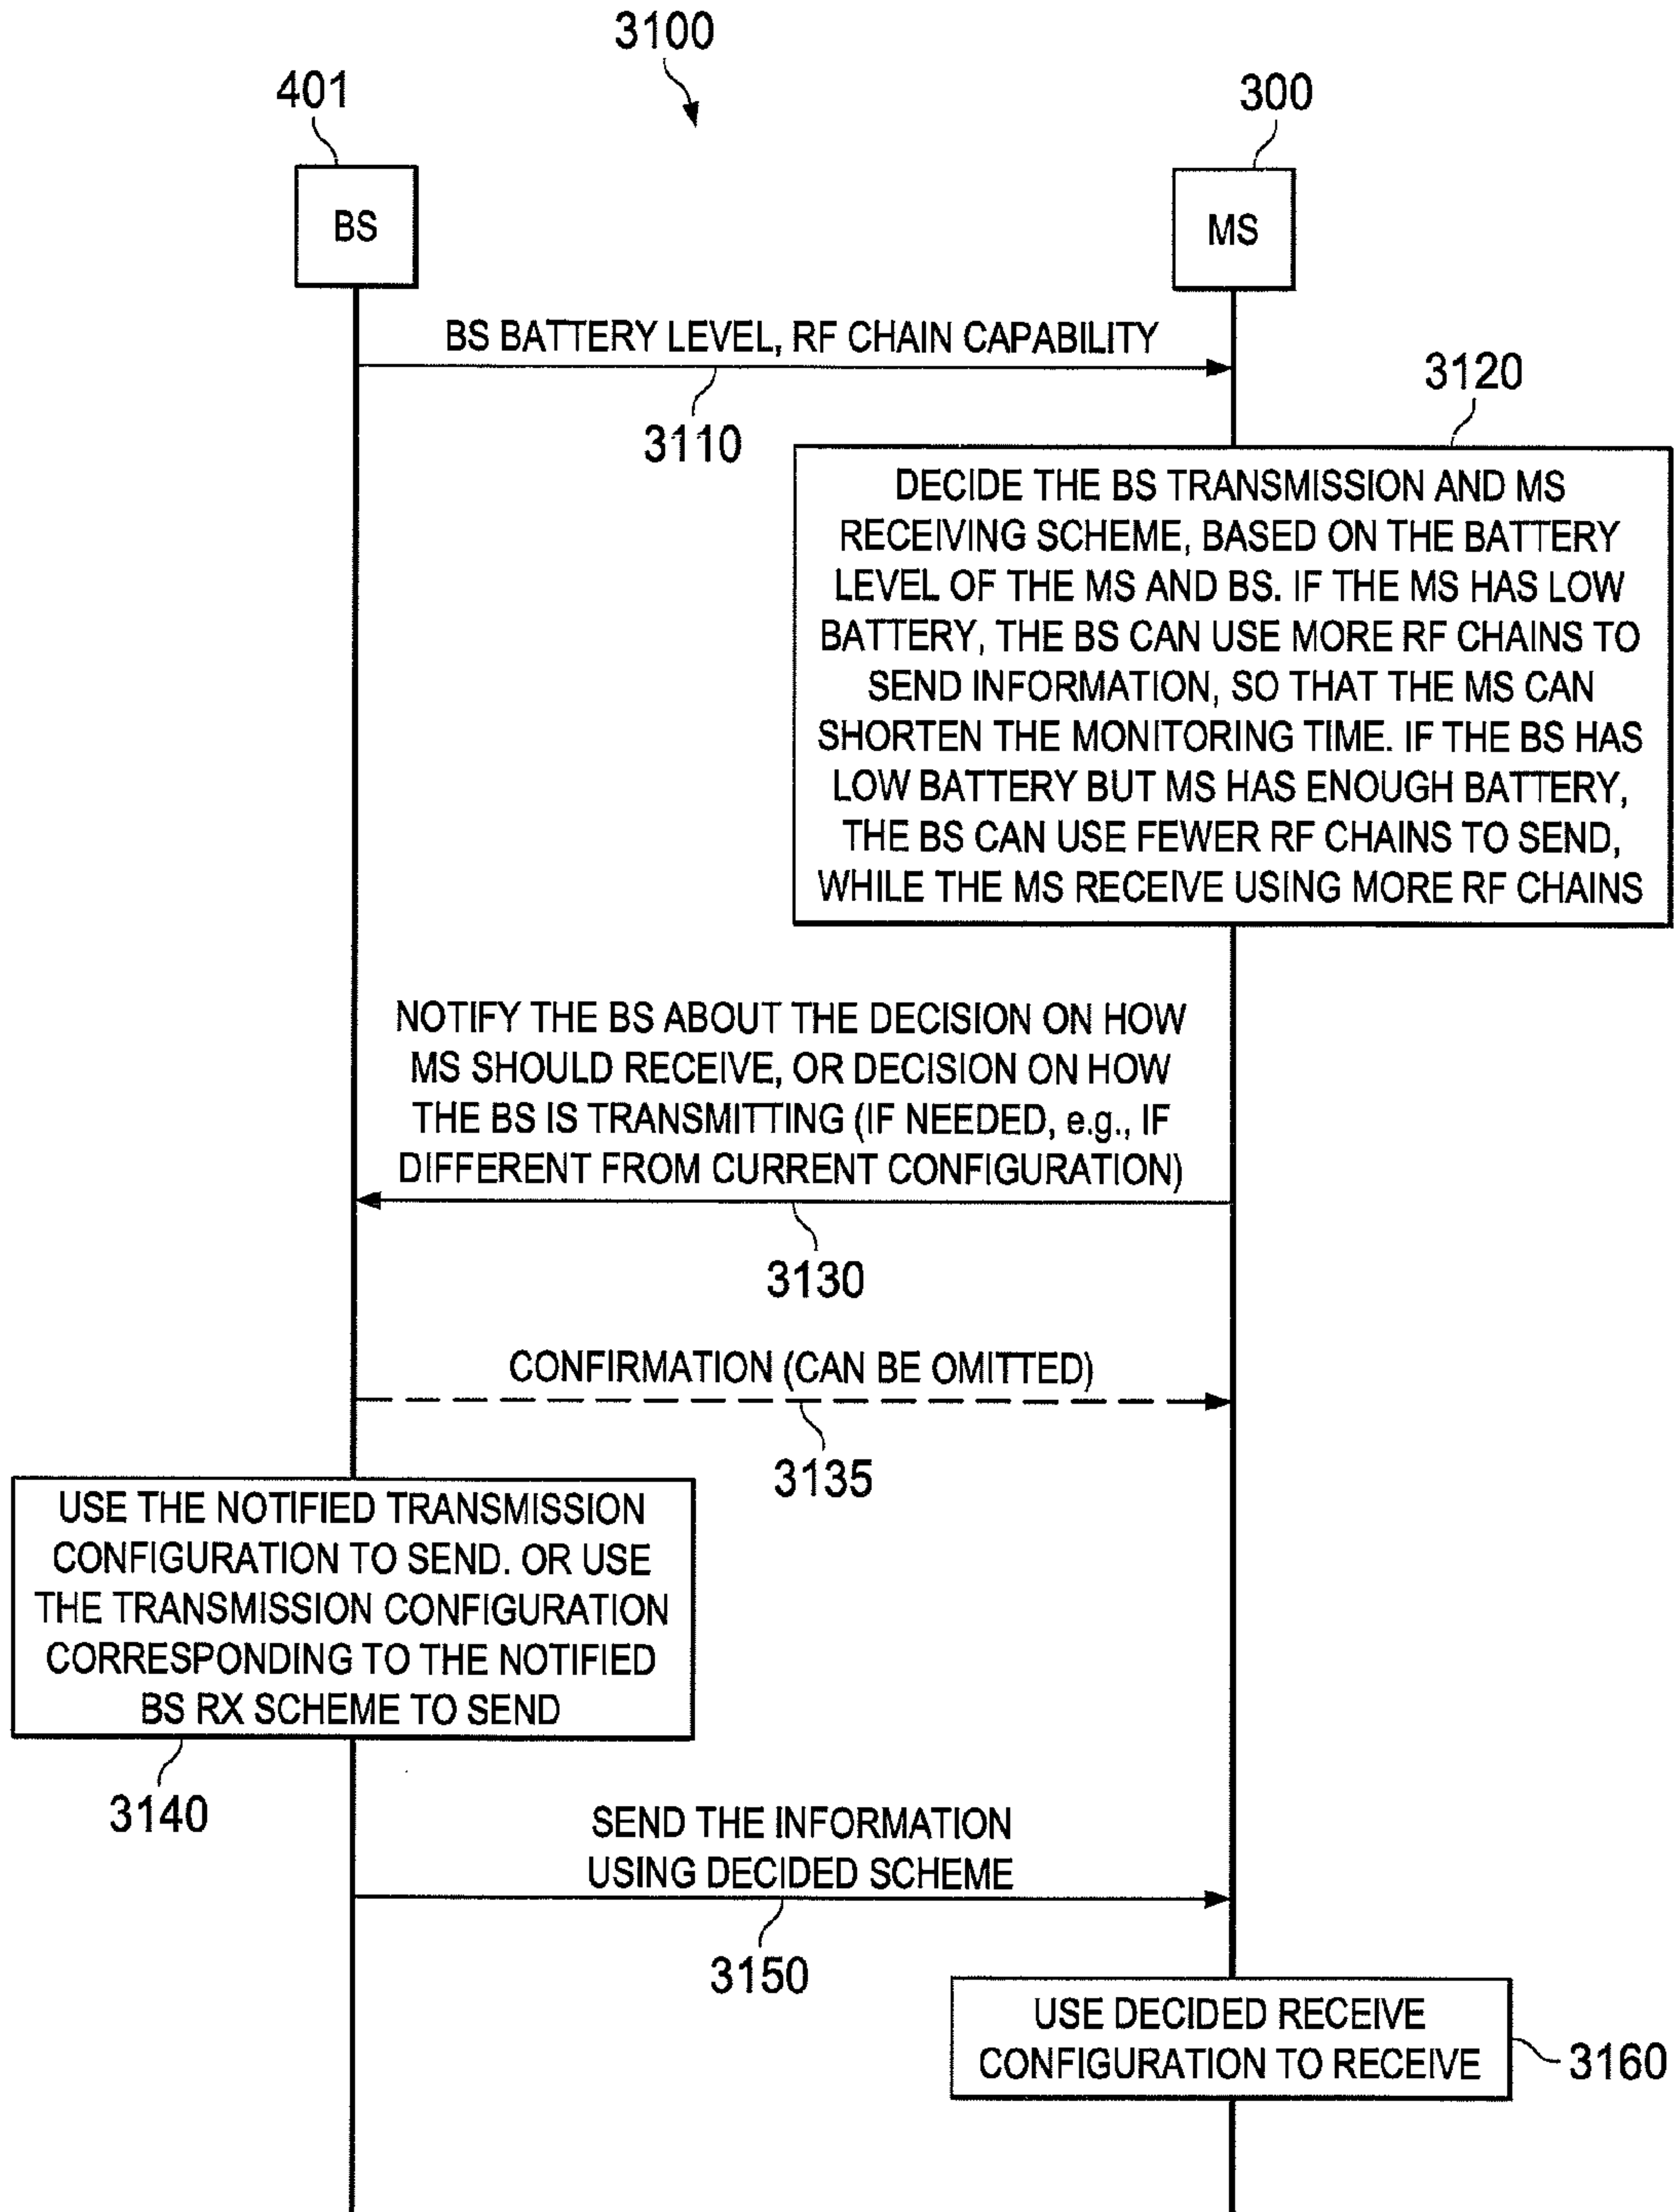 3100
401
300
BS
MS
BS BATTERY LEVEL, RF CHAIN CAPABILITY
3110
3120
DECIDE THE BS TRANSMISSION AND MS
RECEIVING SCHEME, BASED ON THE BATTERY
LEVEL OF THE MS AND BS. IF THE MS HAS LOW
BATTERY, THE BS CAN USE MORE RF CHAINS TO
SEND INFORMATION, SO THAT THE MS CAN
SHORTEN THE MONITORING TIME. IF THE BS HAS
LOW BATTERY BUT MS HAS ENOUGH BATTERY,
THE BS CAN USE FEWER RF CHAINS TO SEND,
WHILE THE MS RECEIVE USING MORE RF CHAINS
NOTIFY THE BS ABOUT THE DECISION ON HOW
MS SHOULD RECEIVE, OR DECISION ON HOW
THE BS IS TRANSMITTING (IF NEEDED, e.g., IF
DIFFERENT FROM CURRENT CONFIGURATION)
3130
CONFIRMATION (CAN BE OMITTED)
3135
USE THE NOTIFIED TRANSMISSION
CONFIGURATION TO SEND. OR USE
THE TRANSMISSION CONFIGURATION
CORRESPONDING TO THE NOTIFIED
BS RX SCHEME TO SEND
3140
SEND THE INFORMATION
USING DECIDED SCHEME
3150
USE DECIDED RECEIVE
CONFIGURATION TO RECEIVE
3160